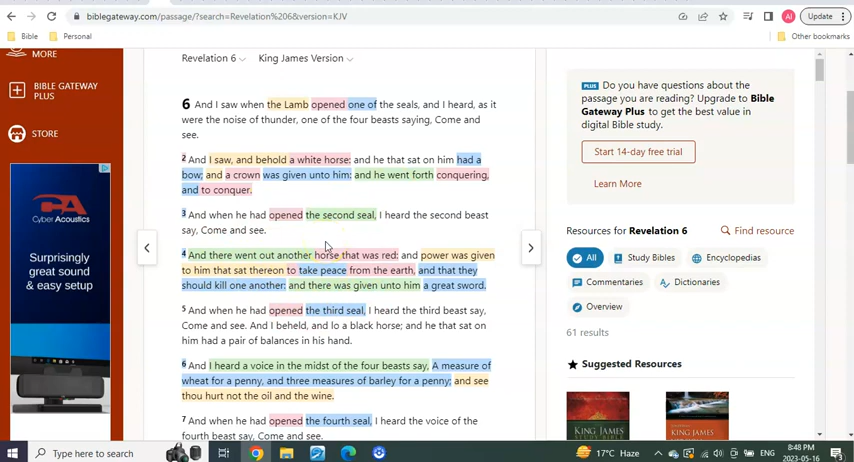 biblegateway.com/passage/?search=Revelation%206&version=KJV
AI
Update
Bible
Personal
Other bookmarks
MORE
BIBLE GATEWAY
PLUS
STORE
Cyber Acoustics
Surprisingly
great sound
& easy setup
Revelation 6
King James Version
6 And I saw when the Lamb opened one of the seals, and I heard, as it
were the noise of thunder, one of the four beasts saying, Come and
see.
2 And I saw, and behold a white horse: and he that sat on him had a
bow; and a crown was given unto him: and he went forth conquering,
and to conquer.
3 And when he had opened the second seal, I heard the second beast
say, Come and see.
4 And there went out another horse that was red: and power was given
to him that sat thereon to take peace from the earth, and that they
should kill one another: and there was given unto him a great sword.
5 And when he had opened the third seal, I heard the third beast say,
Come and see. And I beheld, and lo a black horse; and he that sat on
him had a pair of balances in his hand.
6 And I heard a voice in the midst of the four beasts say, A measure of
wheat for a penny, and three measures of barley for a penny; and see
thou hurt not the oil and the wine.
7 And when he had opened the fourth seal, I heard the voice of the
fourth beast say, Come and see.
PLUS Do you have questions about the
passage you are reading? Upgrade to Bible
Gateway Plus to get the best value in
digital Bible study.
Start 14-day free trial
Learn More
Resources for Revelation 6
Find resource
All
Study Bibles
Encyclopedias
Commentaries
Dictionaries
Overview
61 results
Suggested Resources
KING JAMES
KING JAMES
Type here to search
17°C Haze
ENG
8:48 PM
2023-05-16
3